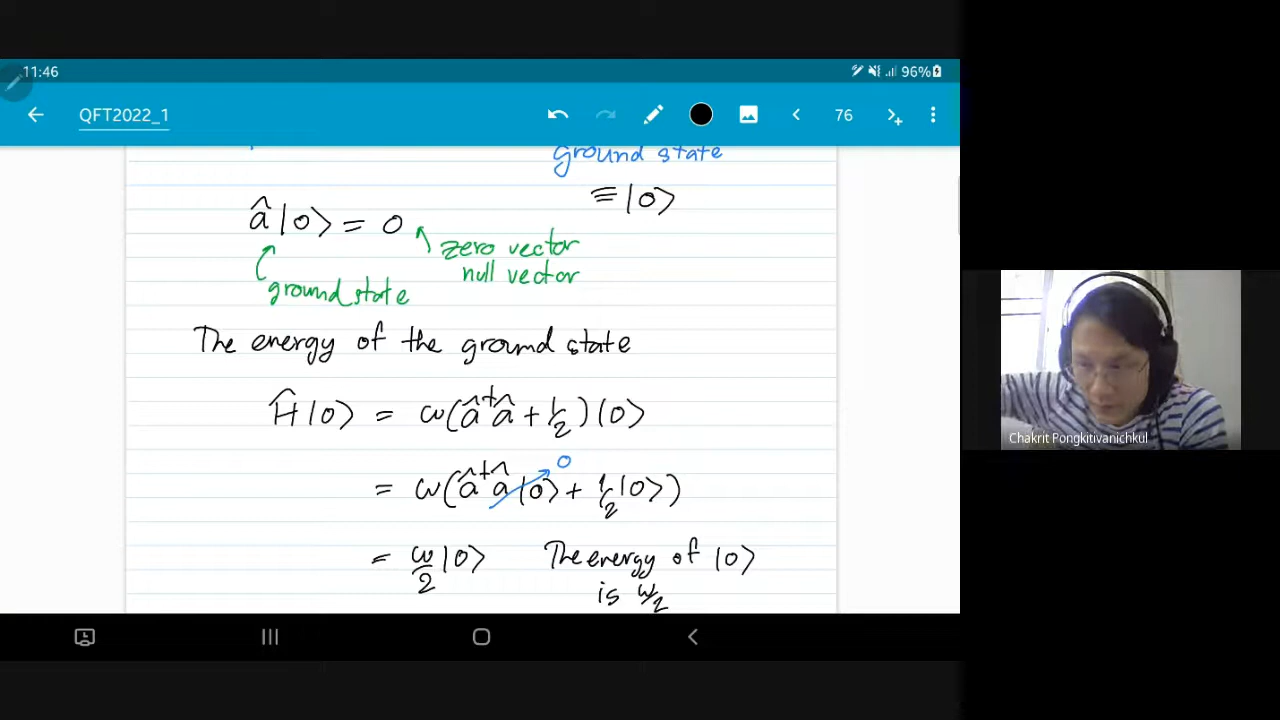 11:46
96%
QFT2022_1
76
ground state
≡ |0⟩
â|0⟩ = 0
zero vector
null vector
ground state
The energy of the ground state
Ĥ|0⟩ = ω(â†â + 1/2)|0⟩
0
= ω(â†â|0⟩ + 1/2|0⟩)
= ω/2 |0⟩ The energy of |0⟩
is ω/2
Chakrit Pongkitivanichkul